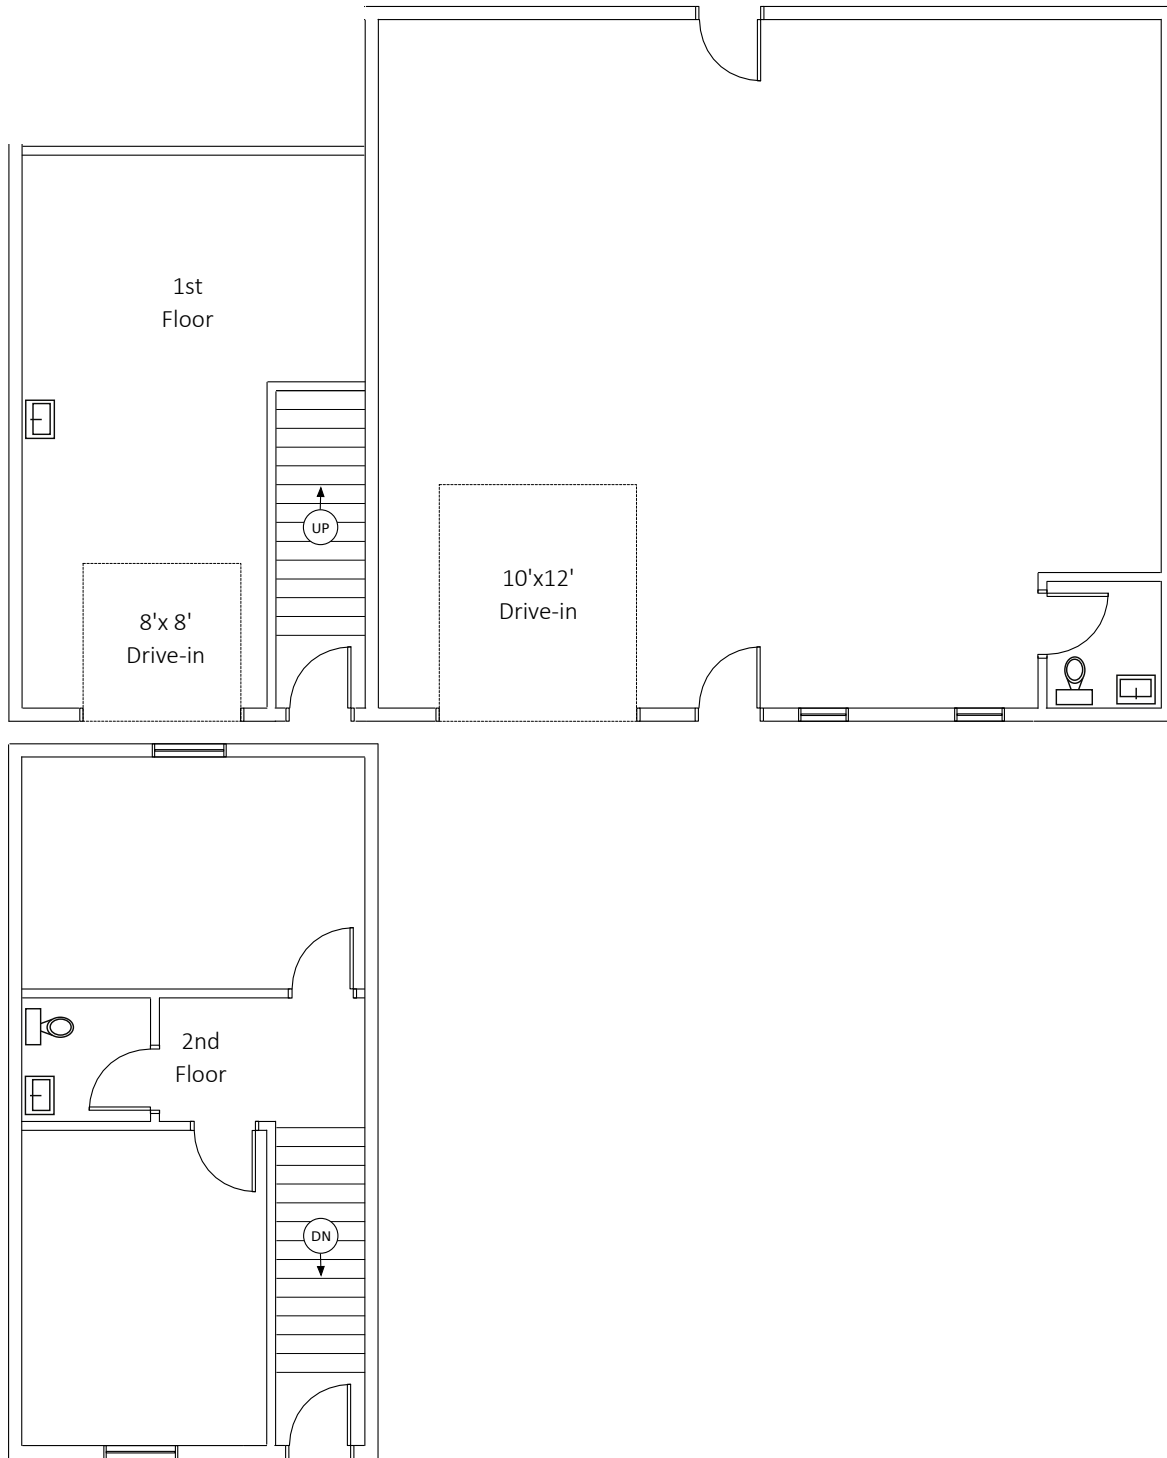 1st
Floor
UP
10'x12'
Drive-in
8'x 8'
Drive-in
2nd
Floor
DN